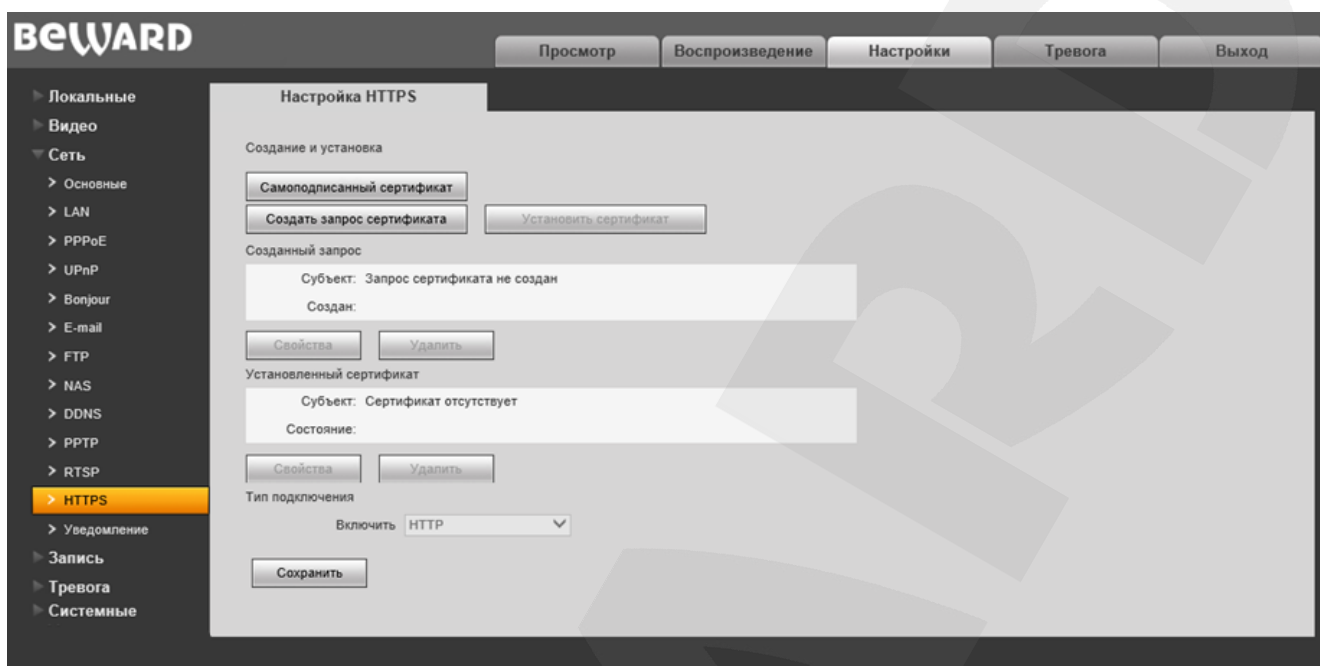 BEWARD
Просмотр Воспроизведение Настройки Тревога Выход
Локальные
Видео
Сеть
Основные
LAN
PPPoE
UPnP
Bonjour
E-mail
FTP
NAS
DDNS
PPTP
RTSP
HTTPS
Уведомление
Запись
Тревога
Системные
Настройка HTTPS
Создание и установка
Самоподписанный сертификат
Создать запрос сертификата Установить сертификат
Созданный запрос
Субъект: Запрос сертификата не создан
Создан:
Свойства Удалить
Установленный сертификат
Субъект: Сертификат отсутствует
Состояние:
Свойства Удалить
Тип подключения
Включить HTTP
Сохранить